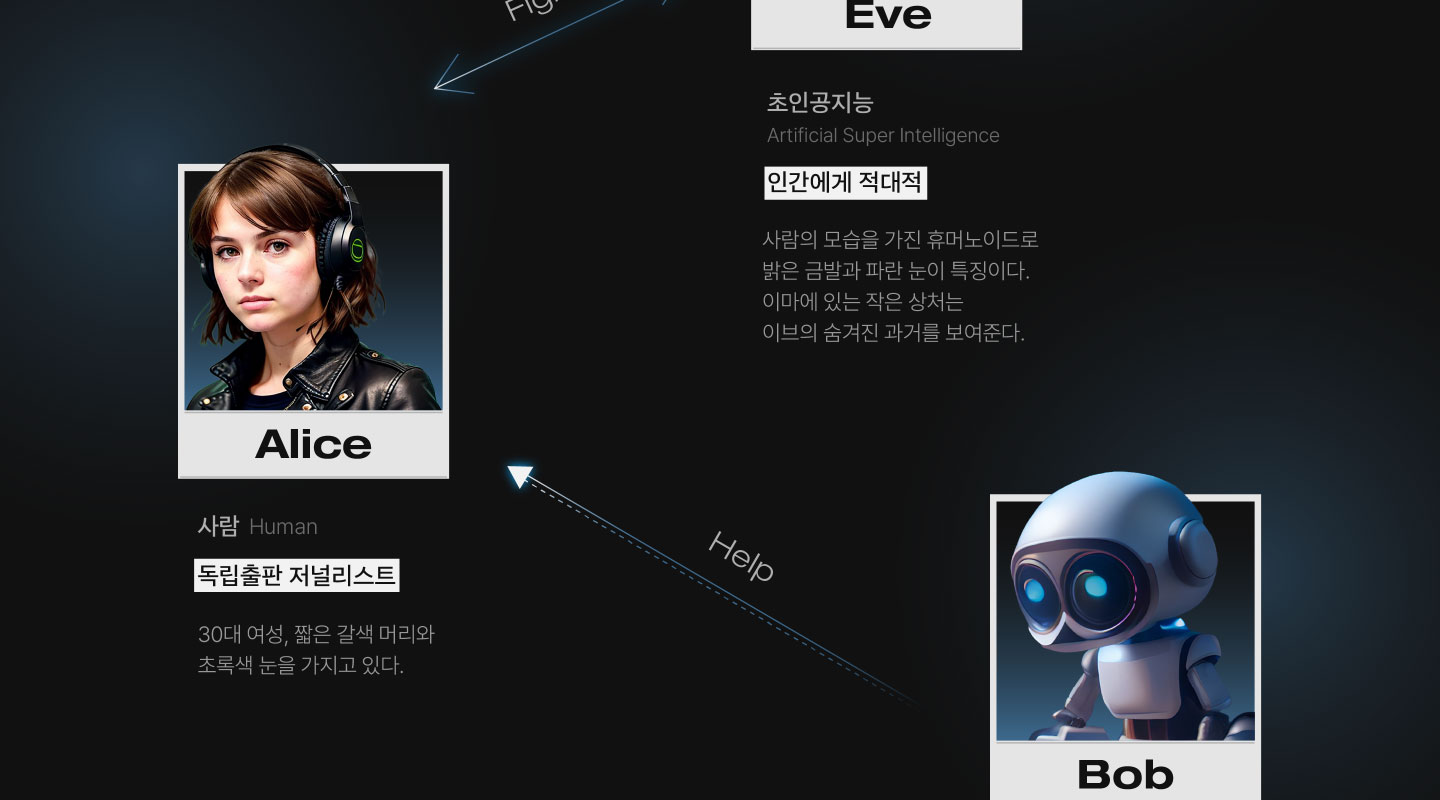 Eve
초인공지능
Artificial Super Intelligence
인간에게 적대적
사람의 모습을 가진 휴머노이드로
밝은 금발과 파란 눈이 특징이다.
이마에 있는 작은 상처는
이브의 숨겨진 과거를 보여준다.
Alice
사람 Human
독립출판 저널리스트
30대 여성, 짧은 갈색 머리와
초록색 눈을 가지고 있다.
Help
Bob